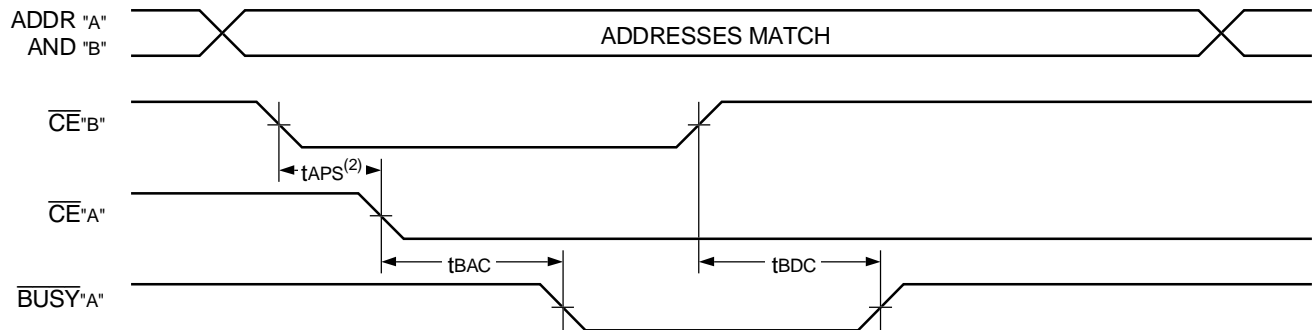 ADDR "A"
AND "B"
ADDRESSES MATCH
CE"B"
tAPS(2)
CE"A"
tBAC
tBDC
BUSY"A"